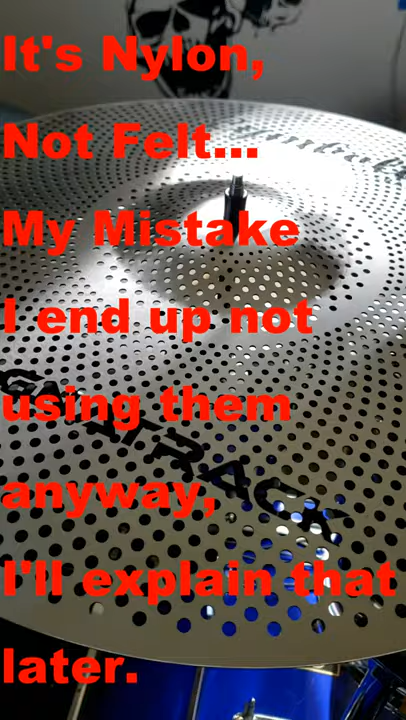 It's Nylon,
Not Felt...
My Mistake
I end up not
using them
anyway,
I'll explain that
later.